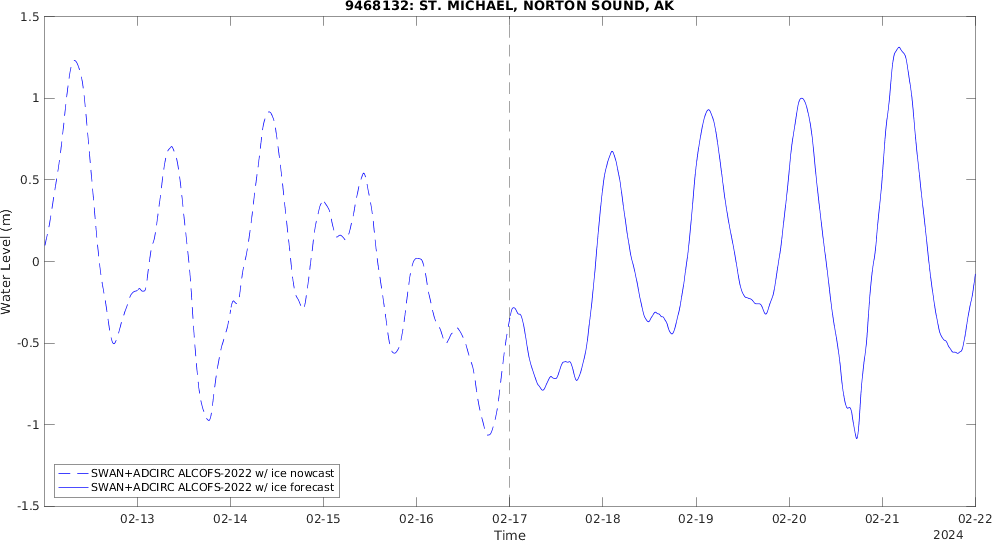 9468132: ST. MICHAEL, NORTON SOUND, AK
1.5
1
0.5
0
-0.5
-1
-1.5
Water Level (m)
SWAN+ADCIRC ALCOFS-2022 w/ ice nowcast
SWAN+ADCIRC ALCOFS-2022 w/ ice forecast
02-13 02-14 02-15 02-16 02-17 02-18 02-19 02-20 02-21 02-22
Time
2024